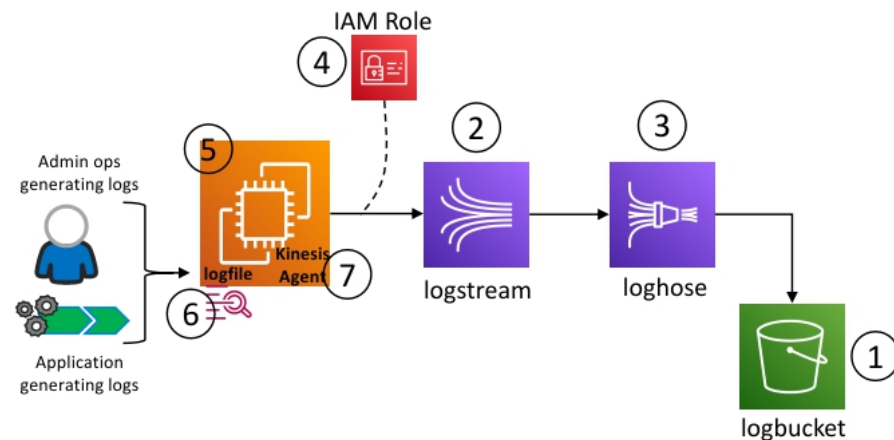 IAM Role
4
2
3
5
Admin ops
generating logs
Kinesis
logfile
Agent
7
logstream
loghose
6
Application
generating logs
1
logbucket